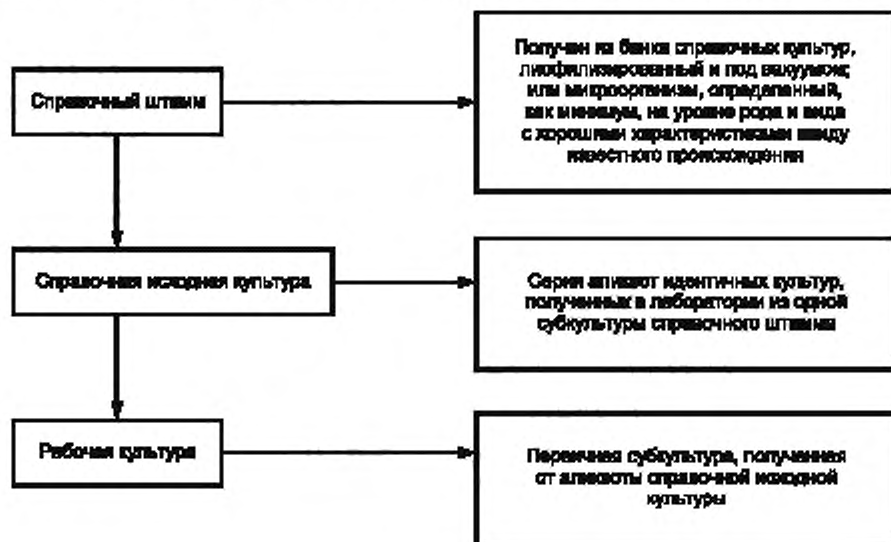 Справочный штамм
Получен из банка справочных культур,
лиофилизированный и под вакуумом;
или микроорганизм, определенный,
как минимум, на уровне рода и вида
с хорошими характеристиками ввиду
известного происхождения
Справочная исходная культура
Серия аликвот идентичных культур,
полученных в лаборатории из одной
субкультуры справочного штамма
Рабочая культура
Первичная субкультура, полученная
от аликвоты справочной исходной
культуры